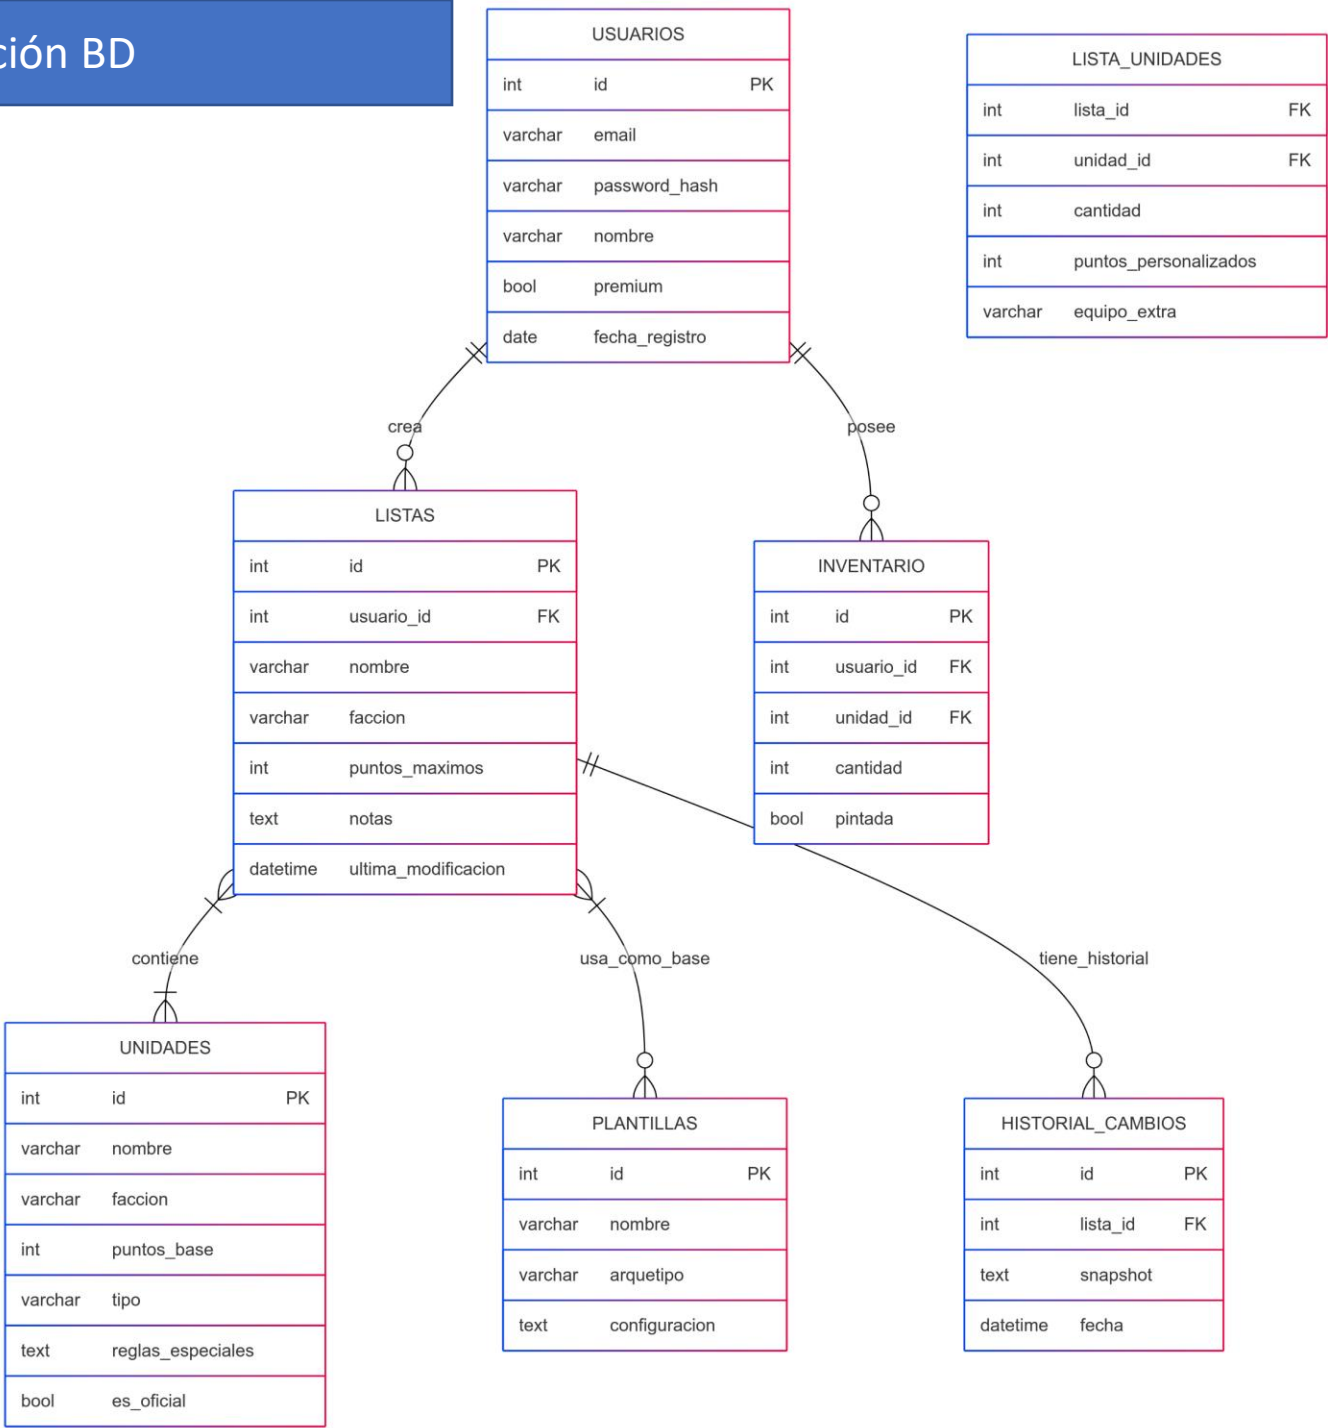 ción BD
USUARIOS
int id PK
varchar email
varchar password_hash
varchar nombre
bool premium
date fecha_registro
LISTA_UNIDADES
int lista_id FK
int unidad_id FK
int cantidad
int puntos_personalizados
varchar equipo_extra
crea
posee
LISTAS
int id PK
int usuario_id FK
varchar nombre
varchar faccion
int puntos_maximos
text notas
datetime ultima_modificacion
INVENTARIO
int id PK
int usuario_id FK
int unidad_id FK
int cantidad
bool pintada
contiene
usa_como_base
tiene_historial
UNIDADES
int id PK
varchar nombre
varchar faccion
int puntos_base
varchar tipo
text reglas_especiales
bool es_oficial
PLANTILLAS
int id PK
varchar nombre
varchar arquetipo
text configuracion
HISTORIAL_CAMBIOS
int id PK
int lista_id FK
text snapshot
datetime fecha